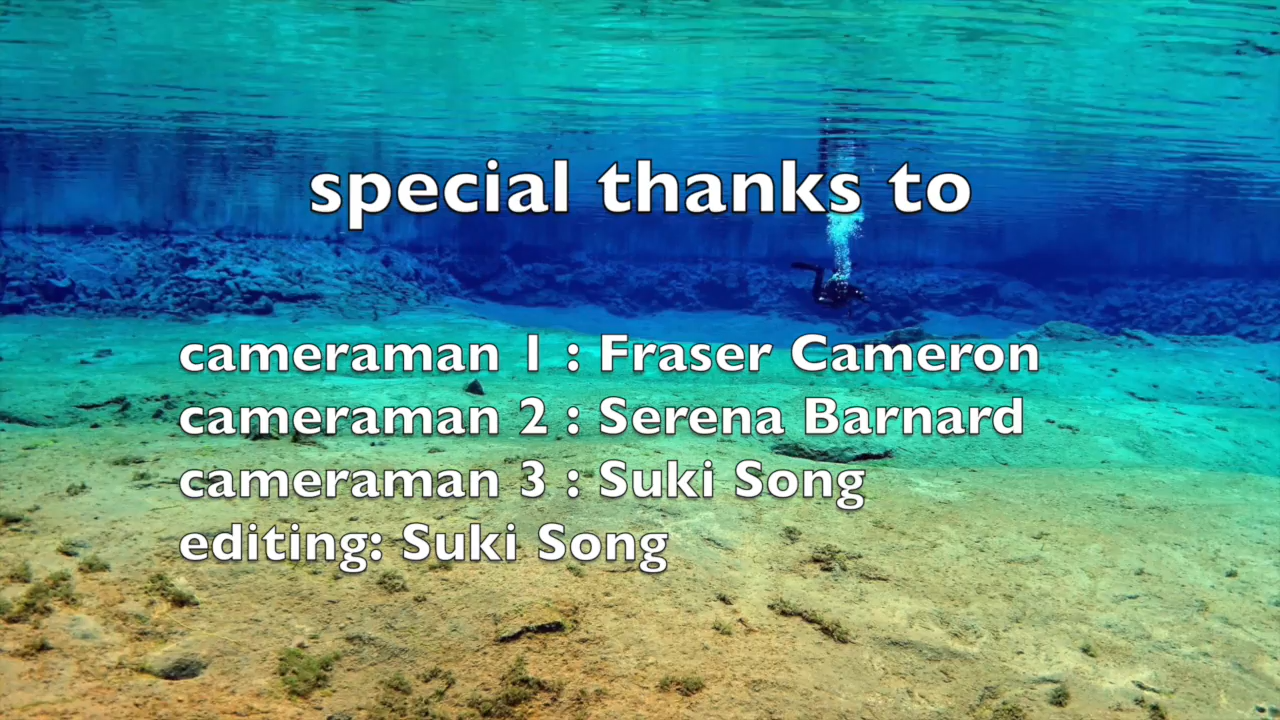 special thanks to
cameraman 1 : Fraser Cameron
cameraman 2 : Serena Barnard
cameraman 3 : Suki Song
editing: Suki Song